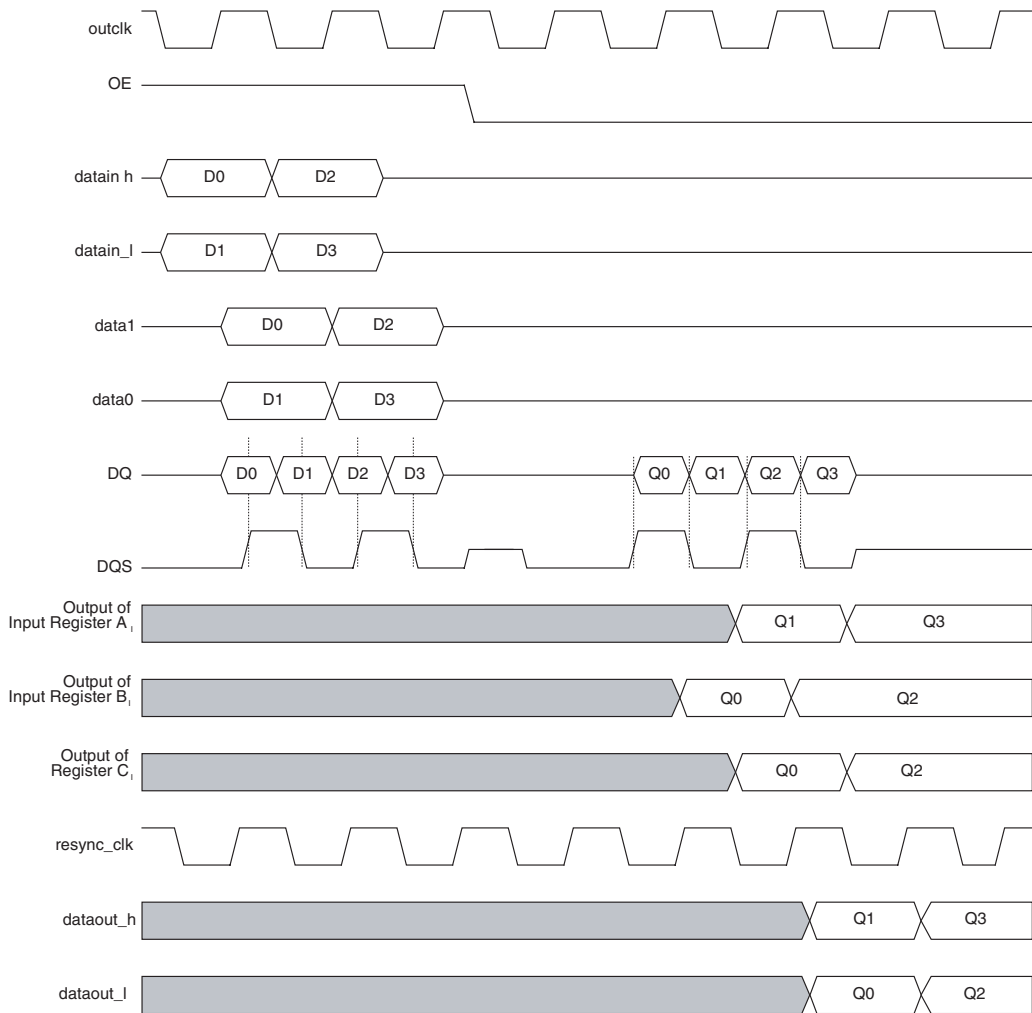 outclk
OE
datain h
D0 D2
datain_l
D1 D3
data1
D0 D2
data0
D1 D3
DQ
D0 D1 D2 D3 Q0 Q1 Q2 Q3
DQS
Output of
Input Register A I
Q1 Q3
Output of
Input Register B I
Q0 Q2
Output of
Register C I
Q0 Q2
resync_clk
dataout_h
Q1 Q3
dataout_l
Q0 Q2